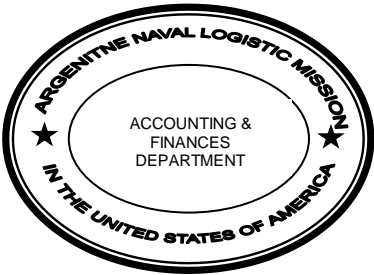 ARGENITNE NAVAL LOGISTIC MISSION
ACCOUNTING &
FINANCES
DEPARTMENT
IN THE UNITED STATES OF AMERICA